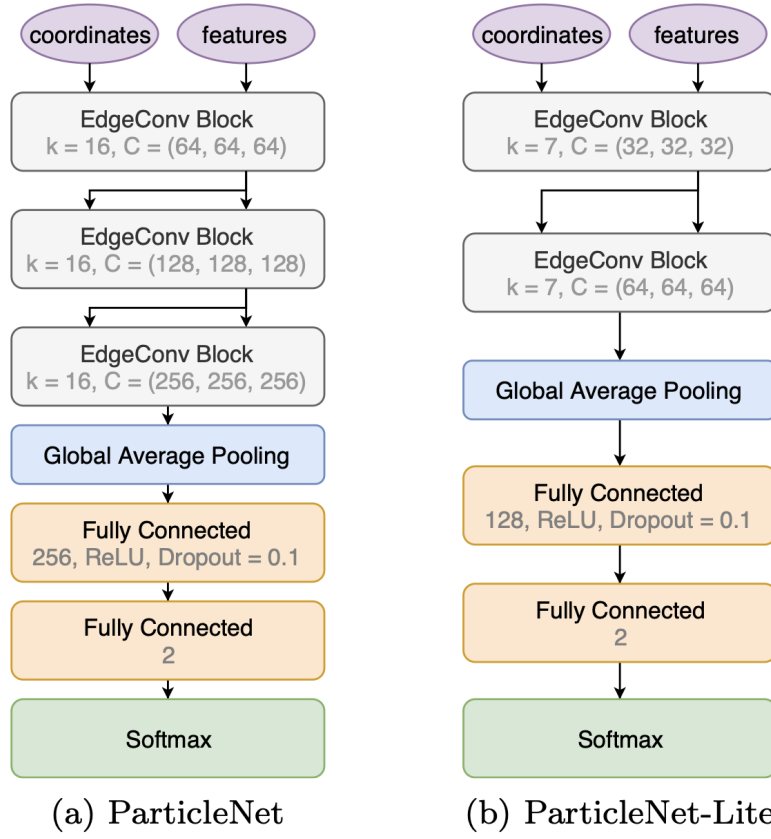 coordinates
features
EdgeConv Block
k = 16, C = (64, 64, 64)
EdgeConv Block
k = 16, C = (128, 128, 128)
EdgeConv Block
k = 16, C = (256, 256, 256)
Global Average Pooling
Fully Connected
256, ReLU, Dropout = 0.1
Fully Connected
2
Softmax
(a) ParticleNet
coordinates
features
EdgeConv Block
k = 7, C = (32, 32, 32)
EdgeConv Block
k = 7, C = (64, 64, 64)
Global Average Pooling
Fully Connected
128, ReLU, Dropout = 0.1
Fully Connected
2
Softmax
(b) ParticleNet-Lite